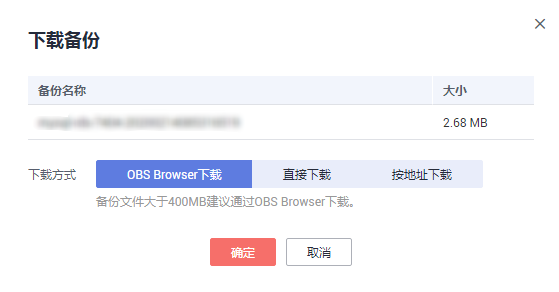 下载备份
备份名称 大小
2.68 MB
下载方式 OBS Browser下载 直接下载 按地址下载
备份文件大于400MB建议通过OBS Browser下载。
确定 取消